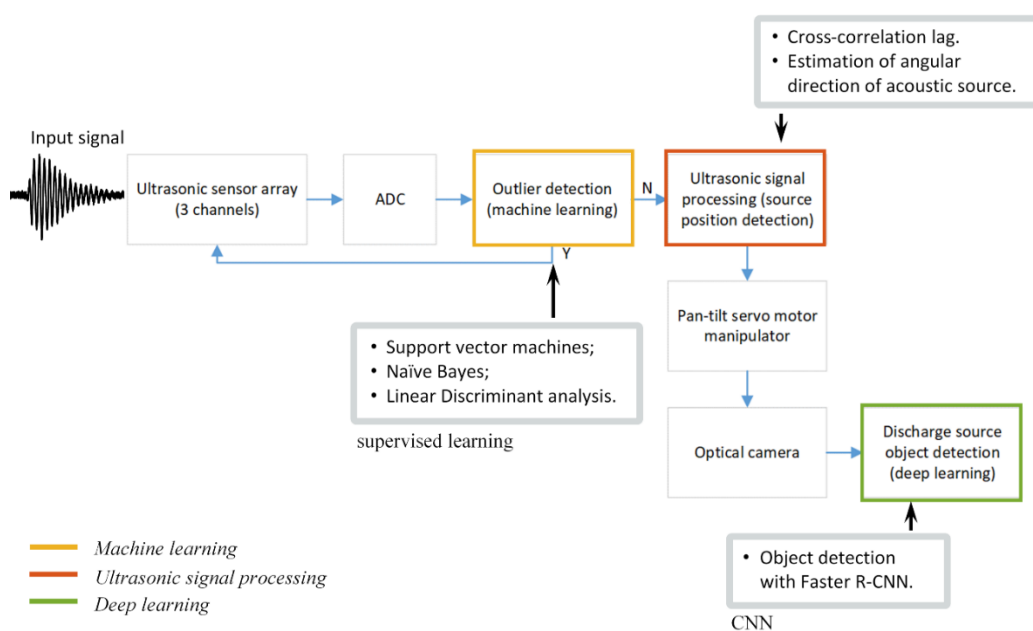 • Cross-correlation lag.
• Estimation of angular
direction of acoustic source.
Input signal
Ultrasonic sensor array
(3 channels)
ADC
Outlier detection
(machine learning)
N
Ultrasonic signal
processing (source
position detection)
Y
Pan-tilt servo motor
manipulator
• Support vector machines;
• Naïve Bayes;
• Linear Discriminant analysis.
supervised learning
Optical camera
Discharge source
object detection
(deep learning)
Machine learning
Ultrasonic signal processing
Deep learning
• Object detection
with Faster R-CNN.
CNN